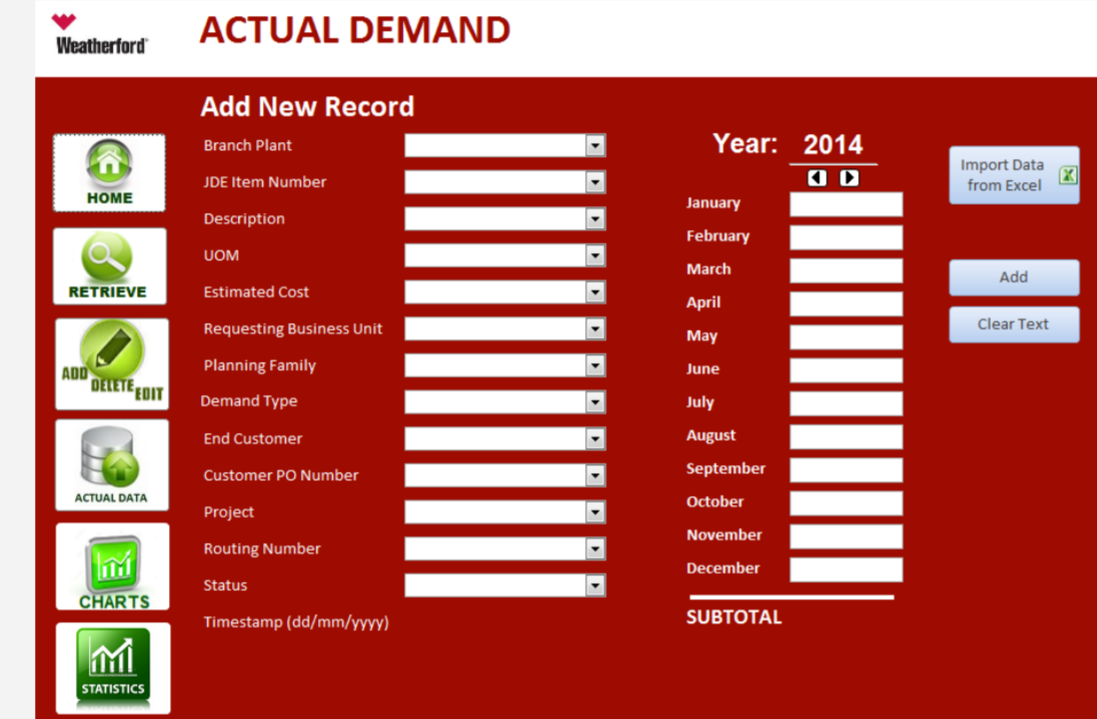 Weatherford
ACTUAL DEMAND
Add New Record
HOME
RETRIEVE
ADD DELETE EDIT
ACTUAL DATA
CHARTS
STATISTICS
Branch Plant
JDE Item Number
Description
UOM
Estimated Cost
Requesting Business Unit
Planning Family
Demand Type
End Customer
Customer PO Number
Project
Routing Number
Status
Timestamp (dd/mm/yyyy)
Year: 2014
January
February
March
April
May
June
July
August
September
October
November
December
SUBTOTAL
Import Data
from Excel
Add
Clear Text